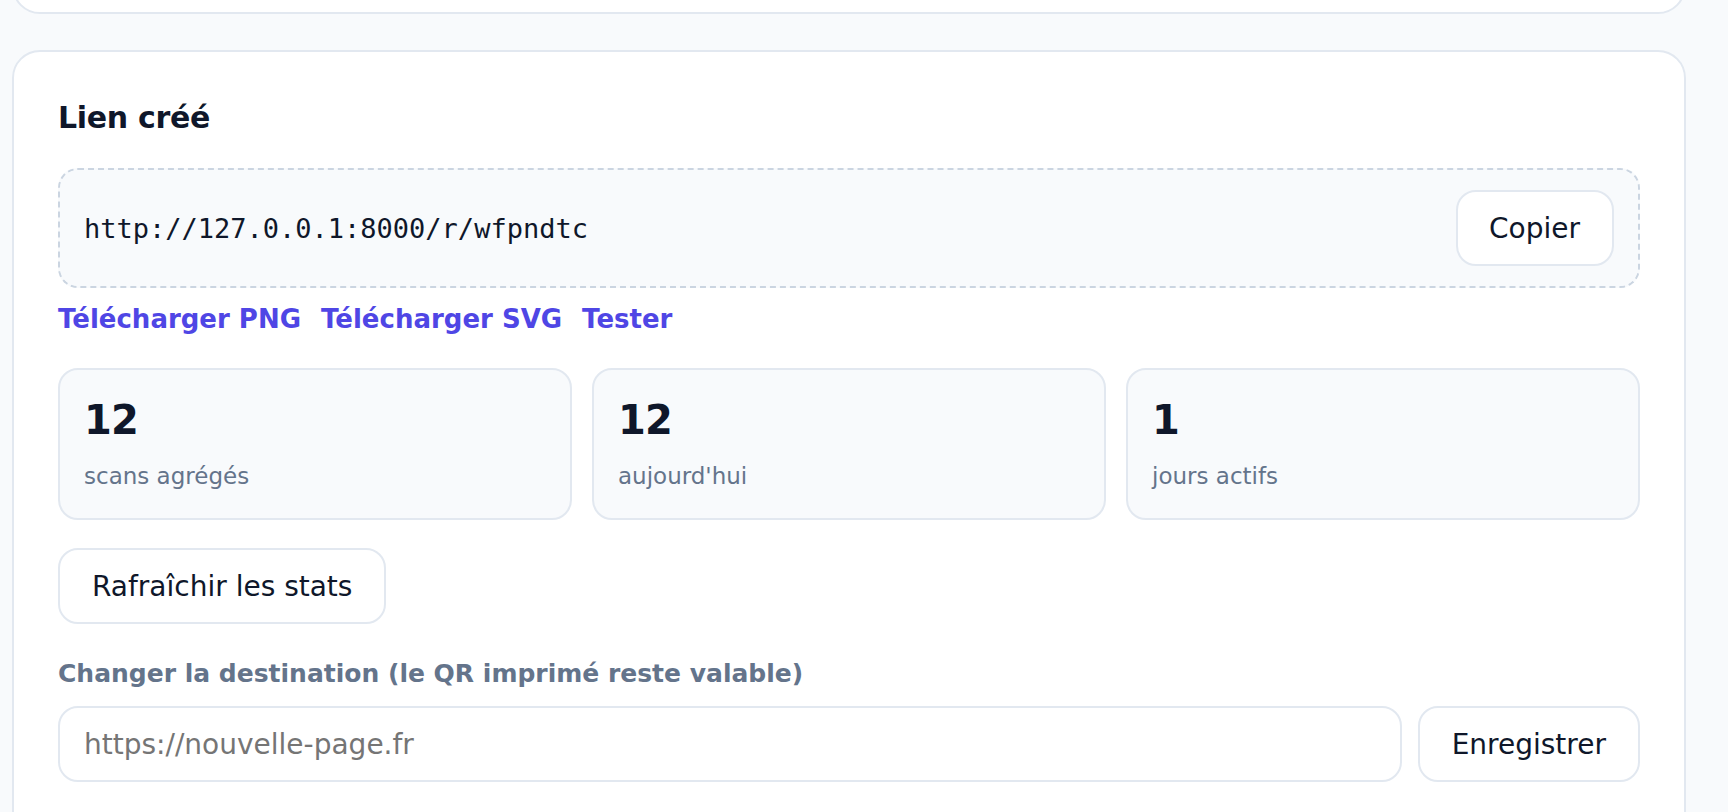 Lien créé
http://127.0.0.1:8000/r/wfpndtc
Copier
Télécharger PNG Télécharger SVG Tester
12
scans agrégés
12
aujourd'hui
1
jours actifs
Rafraîchir les stats
Changer la destination (le QR imprimé reste valable)
https://nouvelle-page.fr
Enregistrer